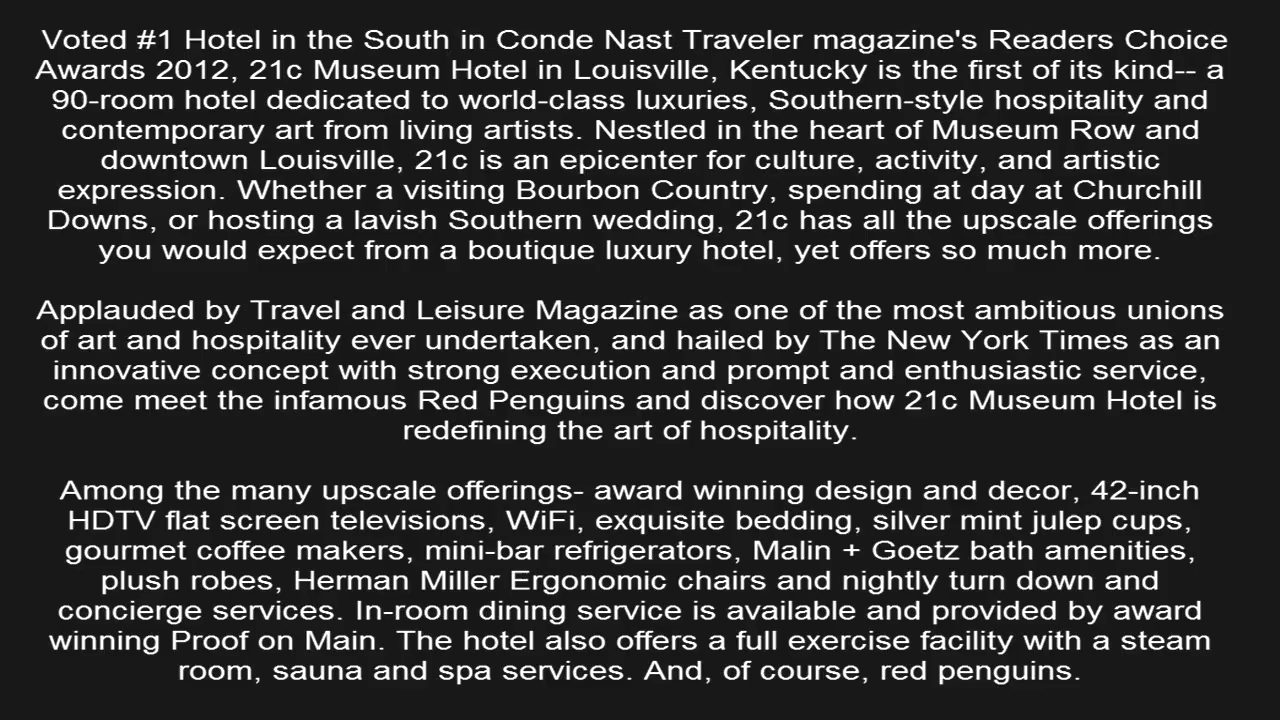 Voted #1 Hotel in the South in Conde Nast Traveler magazine's Readers Choice
Awards 2012, 21c Museum Hotel in Louisville, Kentucky is the first of its kind-- a
90-room hotel dedicated to world-class luxuries, Southern-style hospitality and
contemporary art from living artists. Nestled in the heart of Museum Row and
downtown Louisville, 21c is an epicenter for culture, activity, and artistic
expression. Whether a visiting Bourbon Country, spending at day at Churchill
Downs, or hosting a lavish Southern wedding, 21c has all the upscale offerings
you would expect from a boutique luxury hotel, yet offers so much more.
Applauded by Travel and Leisure Magazine as one of the most ambitious unions
of art and hospitality ever undertaken, and hailed by The New York Times as an
innovative concept with strong execution and prompt and enthusiastic service,
come meet the infamous Red Penguins and discover how 21c Museum Hotel is
redefining the art of hospitality.
Among the many upscale offerings- award winning design and decor, 42-inch
HDTV flat screen televisions, WiFi, exquisite bedding, silver mint julep cups,
gourmet coffee makers, mini-bar refrigerators, Malin + Goetz bath amenities,
plush robes, Herman Miller Ergonomic chairs and nightly turn down and
concierge services. In-room dining service is available and provided by award
winning Proof on Main. The hotel also offers a full exercise facility with a steam
room, sauna and spa services. And, of course, red penguins.